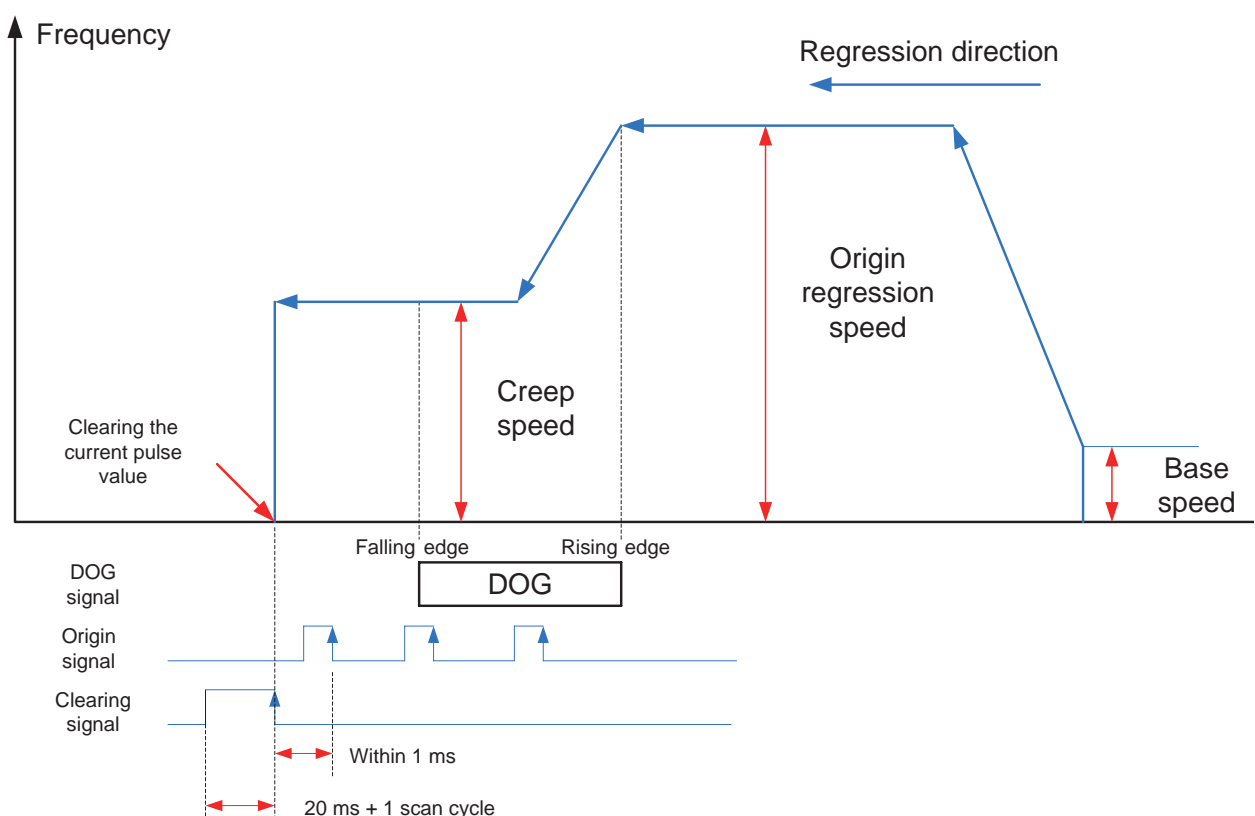 Frequency
Regression direction
Origin
regression
speed
Creep
speed
Clearing the
current pulse
value
Base
speed
Falling edge
Rising edge
DOG
signal
DOG
Origin
signal
Clearing
signal
Within 1 ms
20 ms + 1 scan cycle